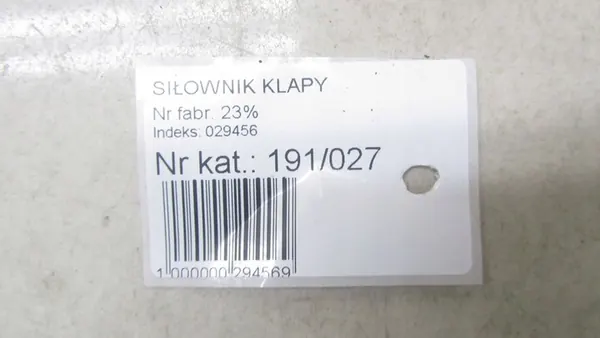 SIŁOWNIK KLAPY
Nr fabr. 23%
Indeks: 029456
Nr kat.: 191/027
1 000000 294569